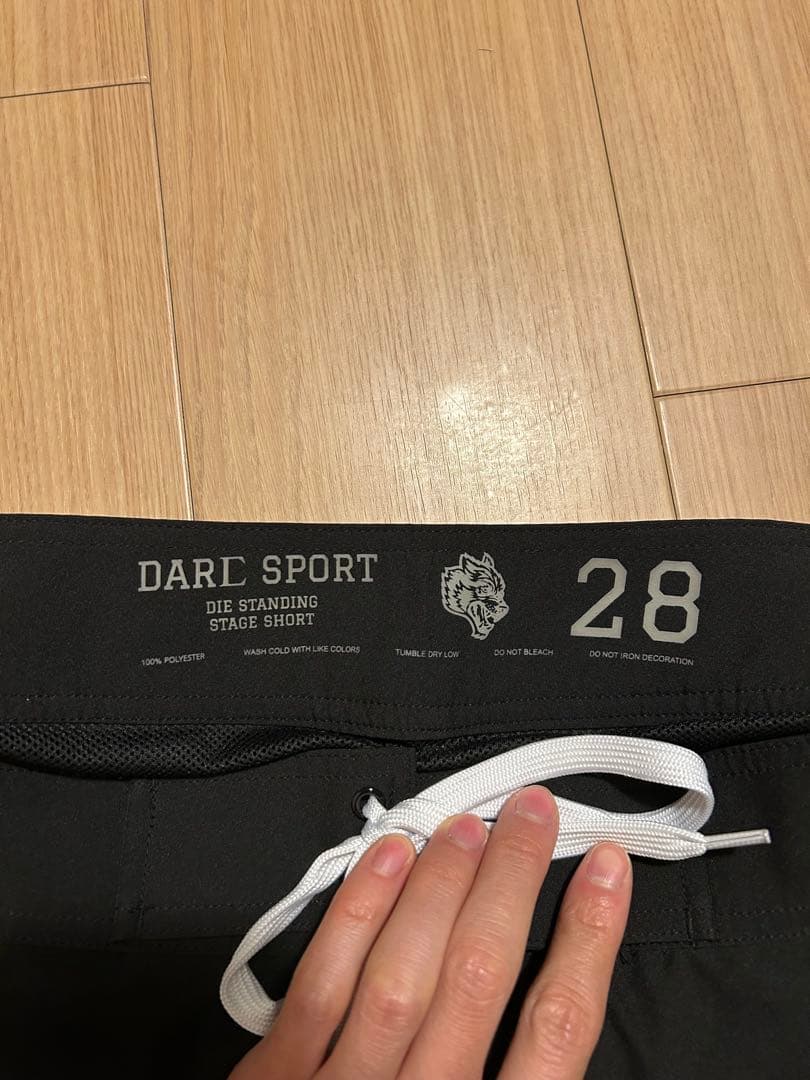 DARC SPORT
DIE STANDING
STAGE SHORT
28
100% POLYESTER
WASH COLD WITH LIKE COLORS
TUMBLE DRY LOW
DO NOT BLEACH
DO NOT IRON DECORATION